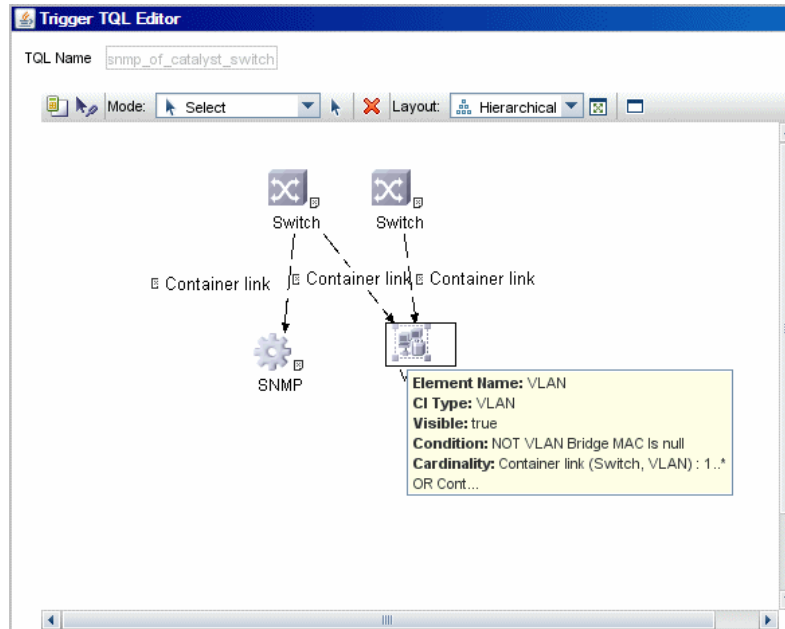 Trigger TQL Editor
TQL Name snmp_of_catalyst_switch
Mode: Select Layout: Hierarchical
Switch Switch
Container link Container link Container link
SNMP
Element Name: VLAN
CI Type: VLAN
Visible: true
Condition: NOT VLAN Bridge MAC Is null
Cardinality: Container link (Switch, VLAN) : 1..*
OR Cont...